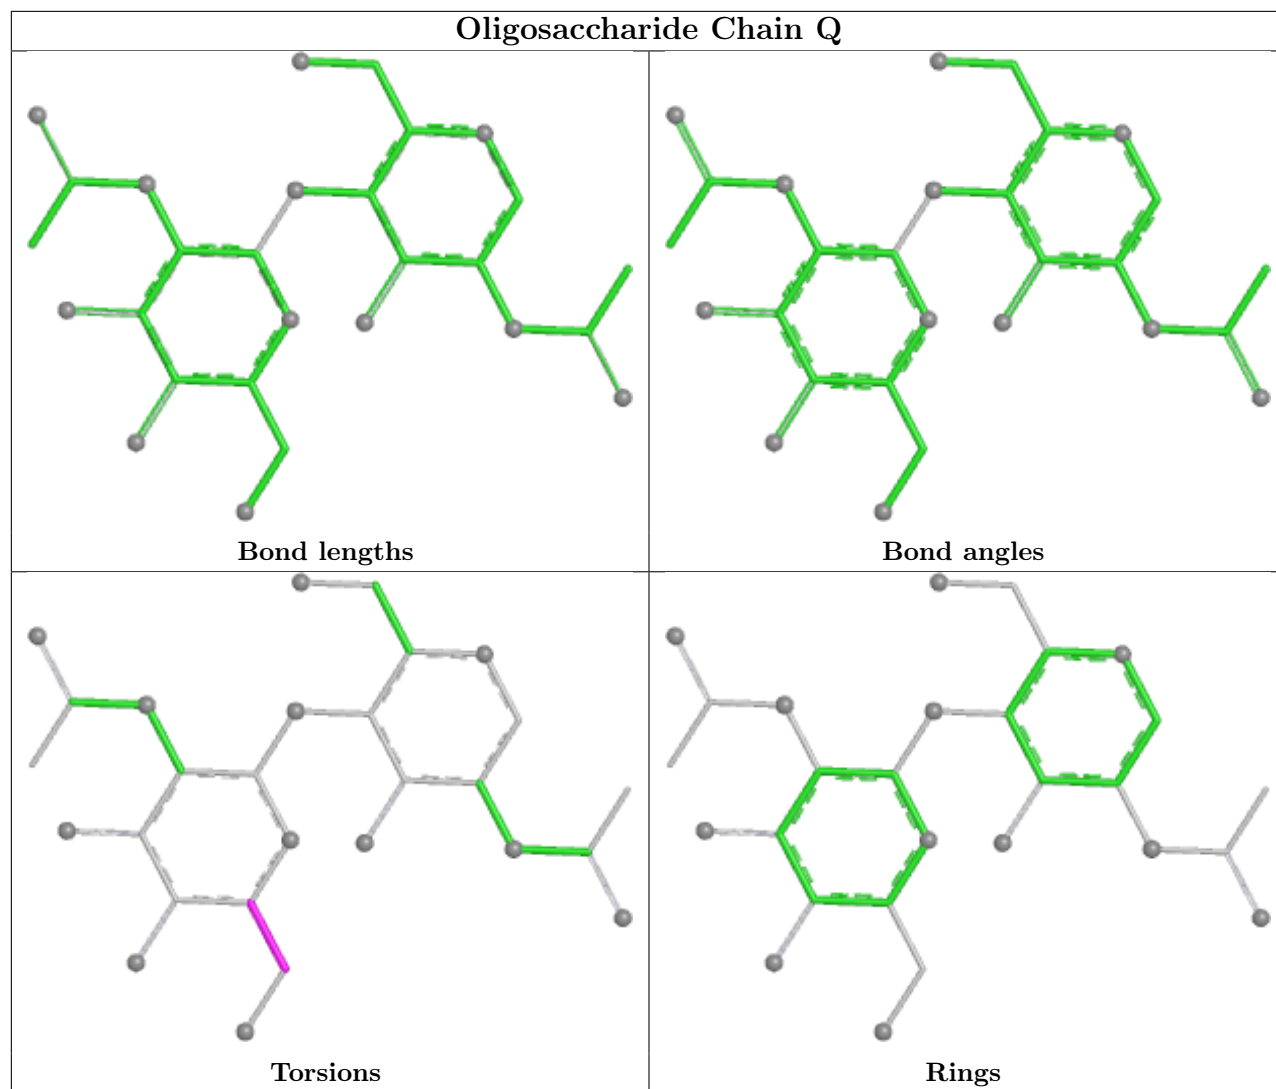 Oligosaccharide Chain Q
Bond lengths
Bond angles
Torsions
Rings